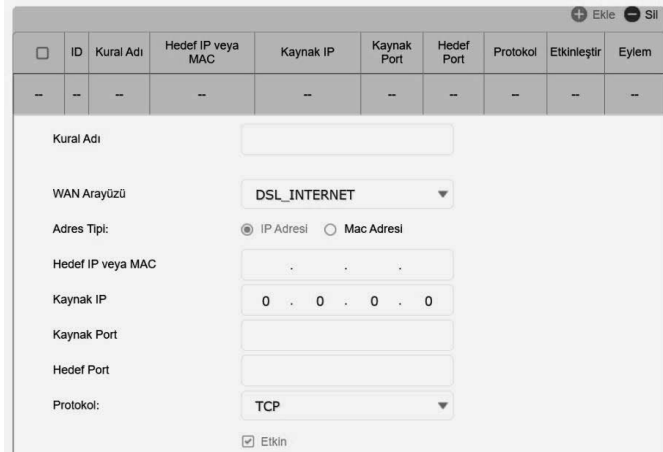 Ekle Sil
ID Kural Adı Hedef IP veya MAC Kaynak IP Kaynak Port Hedef Port Protokol Etkinleştir Eylem
-- -- -- -- -- -- -- -- -- --
Kural Adı
WAN Arayüzü DSL_INTERNET
Adres Tipi: IP Adresi Mac Adresi
Hedef IP veya MAC . . .
Kaynak IP 0 . 0 . 0 . 0
Kaynak Port
Hedef Port
Protokol: TCP
Etkin